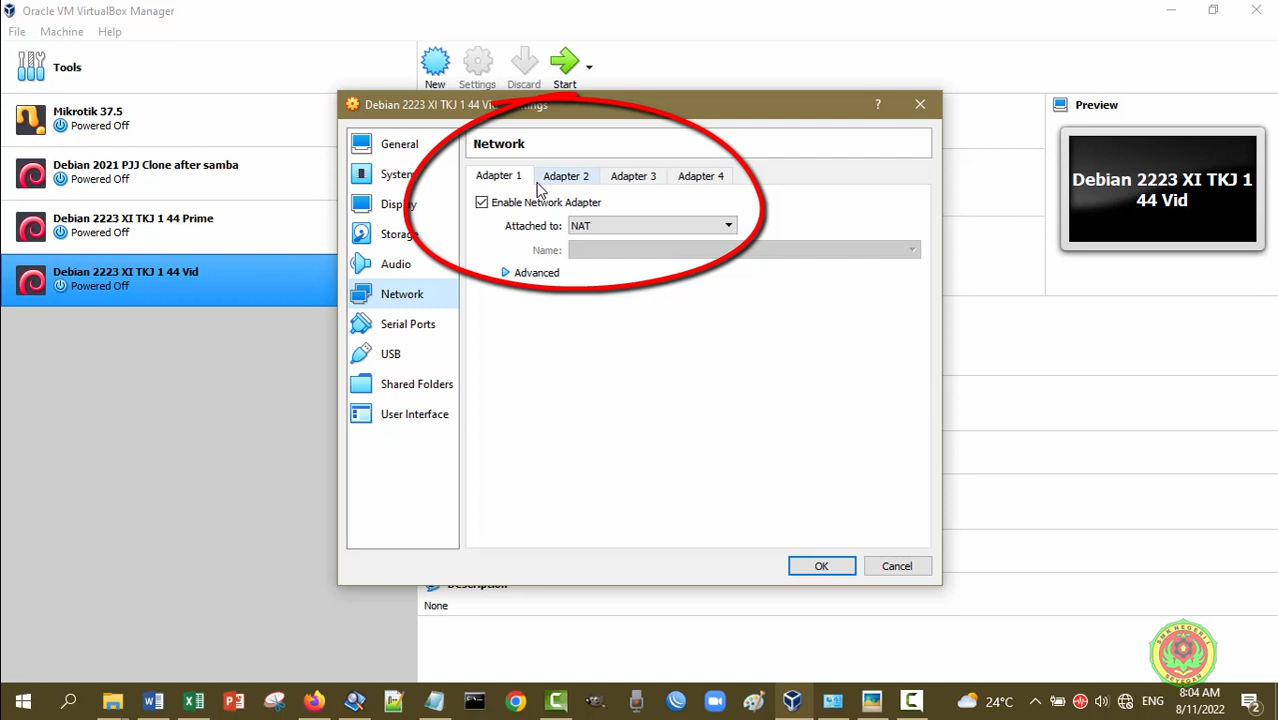 Oracle VM VirtualBox Manager
File Machine Help
Tools
New Settings Discard Start
Mikrotik 37.5
Powered Off
Debian 2021 PJJ Clone after samba
Powered Off
Debian 2223 XI TKJ 1 44 Prime
Powered Off
Debian 2223 XI TKJ 1 44 Vid
Powered Off
Debian 2223 XI TKJ 1 44
?
General
System
Display
Storage
Audio
Network
Serial Ports
USB
Shared Folders
User Interface
Network
Adapter 1 Adapter 2 Adapter 3 Adapter 4
Enable Network Adapter
Attached to: NAT
Name:
Advanced
OK Cancel
Preview
Debian 2223 XI TKJ 1
44 Vid
Description
None
SMK NEGERI 1
24°C
ENG
8:04 AM
8/11/2022
2